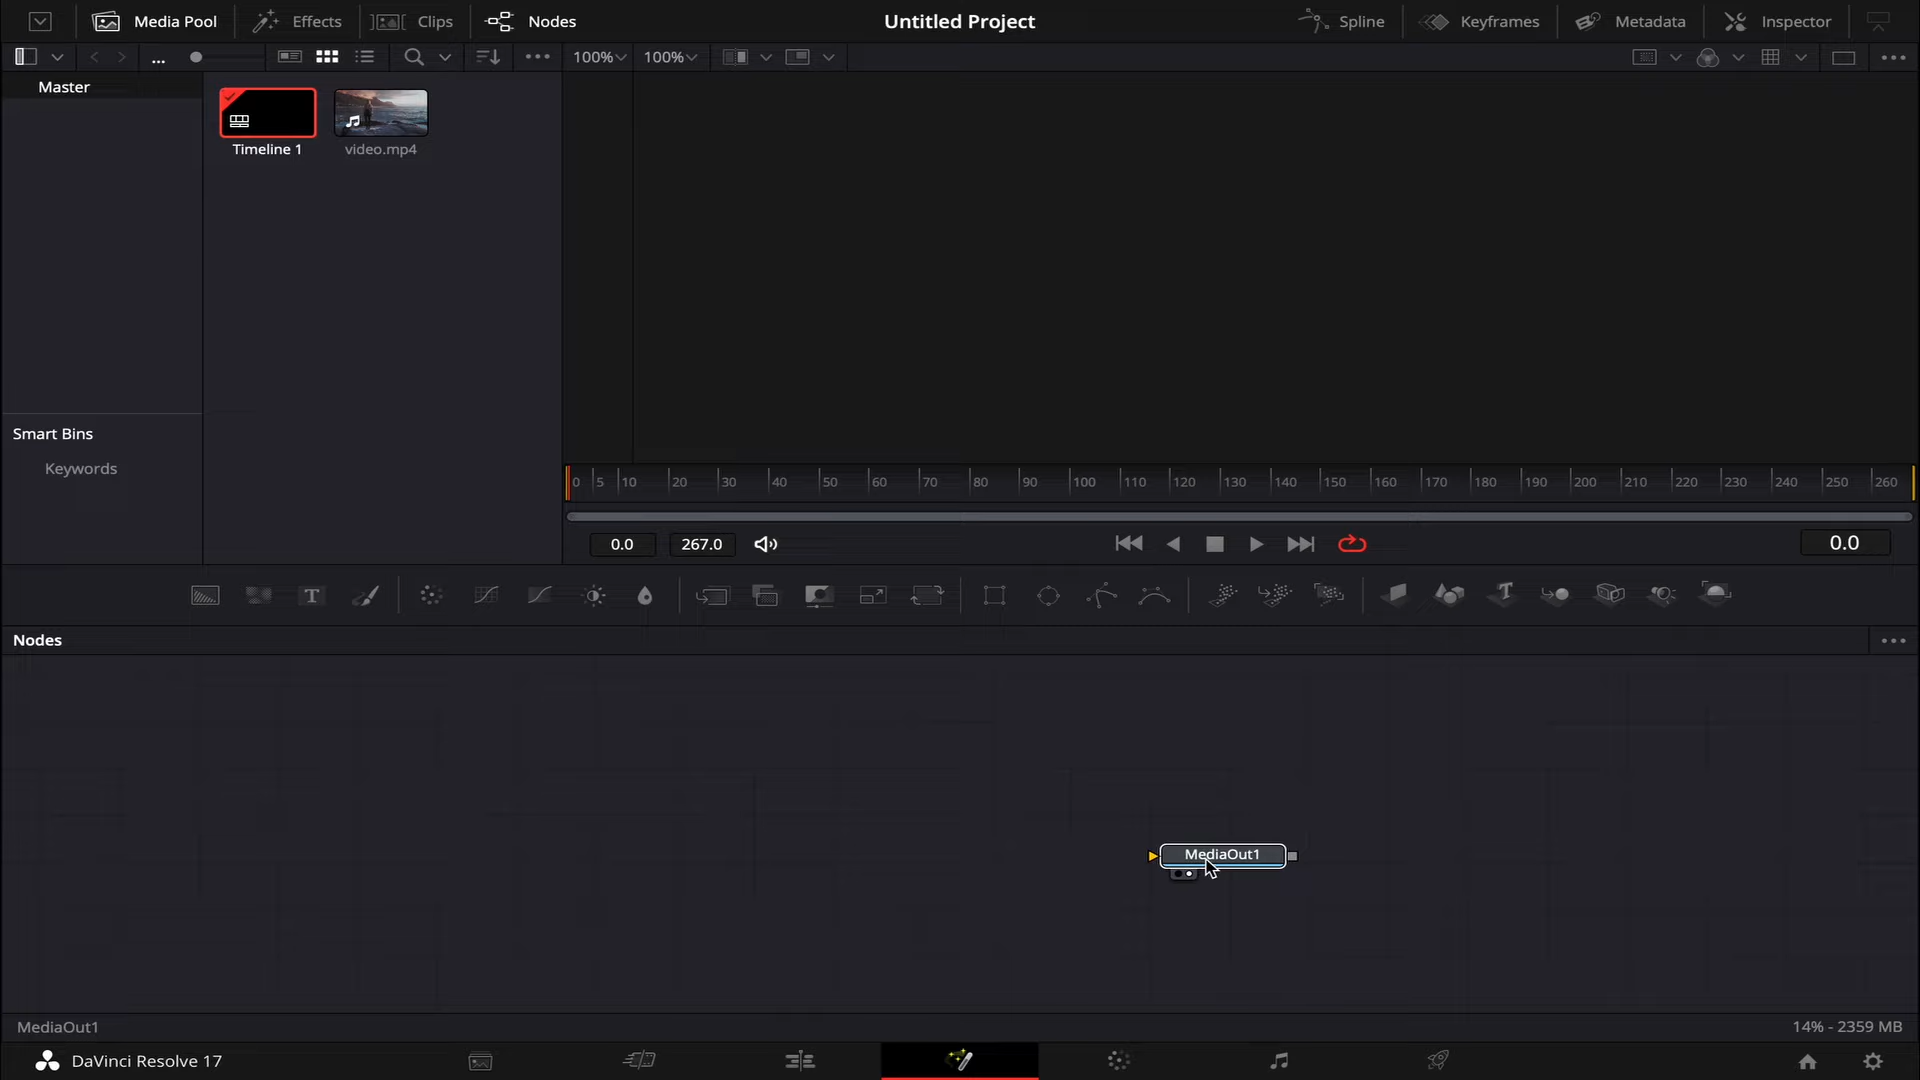 Media Pool
Effects
Clips
Nodes
Untitled Project
Spline
Keyframes
Metadata
Inspector
...
100%
100%
Master
Timeline 1
video.mp4
Smart Bins
Keywords
0 5 10 20 30 40 50 60 70 80 90 100 110 120 130 140 150 160 170 180 190 200 210 220 230 240 250 260
0.0
267.0
0.0
T
T
Nodes
MediaOut1
MediaOut1
14% - 2359 MB
DaVinci Resolve 17